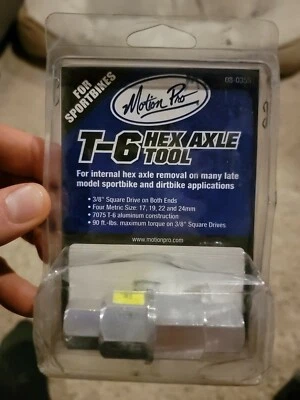 FOR
SPORTBIKES
Motion Pro
T-6 HEX AXLE
TOOL
For internal hex axle removal on many late
model sportbike and dirtbike applications
• 3/8" Square Drive on Both Ends
• Four Metric Size: 17, 19, 22 and 24mm
• 7075 T-6 aluminum construction
• 90 ft.-lbs. maximum torque on 3/8" Square Drivers
www.motionpro.com